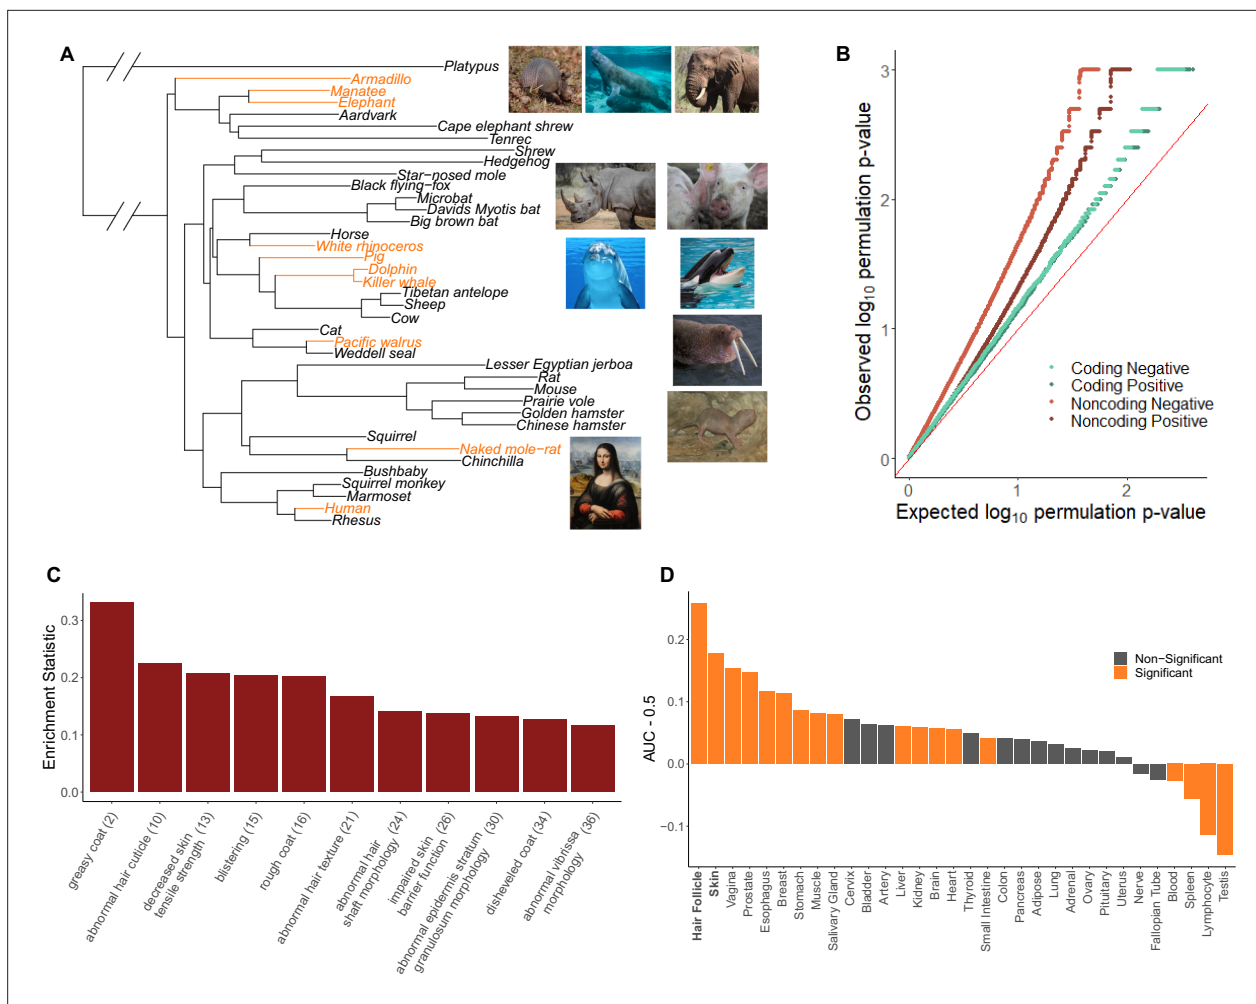 A
Platypus
Armadillo
Manatee
Elephant
Aardvark
Cape elephant shrew
Tenrec
Shrew
Hedgehog
Star-nosed mole
Black flying-fox
Microbat
Davids Myotis bat
Big brown bat
Horse
White rhinoceros
Pig
Dolphin
Killer whale
Tibetan antelope
Sheep
Cow
Cat
Pacific walrus
Weddell seal
Lesser Egyptian jerboa
Rat
Mouse
Prairie vole
Golden hamster
Chinese hamster
Squirrel
Naked mole-rat
Chinchilla
Bushbaby
Squirrel monkey
Marmoset
Human
Rhesus
B
Observed log10 permulation p-value
3
2
1
0
Coding Negative
Coding Positive
Noncoding Negative
Noncoding Positive
0 1 2
Expected log10 permulation p-value
C
Enrichment Statistic
0.3
0.2
0.1
0.0
greasy coat (2)
abnormal hair cuticle (10)
decreased skin
tensile strength (13)
blistering (15)
rough coat (16)
abnormal hair texture (21)
abnormal hair
shaft morphology (24)
impaired skin
barrier function (26)
abnormal epidermis stratum
granulosum morphology (30)
disheveled coat (34)
abnormal vibrissa
morphology (36)
D
AUC - 0.5
0.2
0.1
0.0
−0.1
Non−Significant
Significant
Hair Follicle
Skin
Vagina
Prostate
Esophagus
Breast
Stomach
Muscle
Salivary Gland
Cervix
Bladder
Artery
Liver
Kidney
Brain
Heart
Thyroid
Small Intestine
Colon
Pancreas
Adipose
Lung
Adrenal
Ovary
Pituitary
Uterus
Nerve
Fallopian Tube
Blood
Spleen
Lymphocyte
Testis